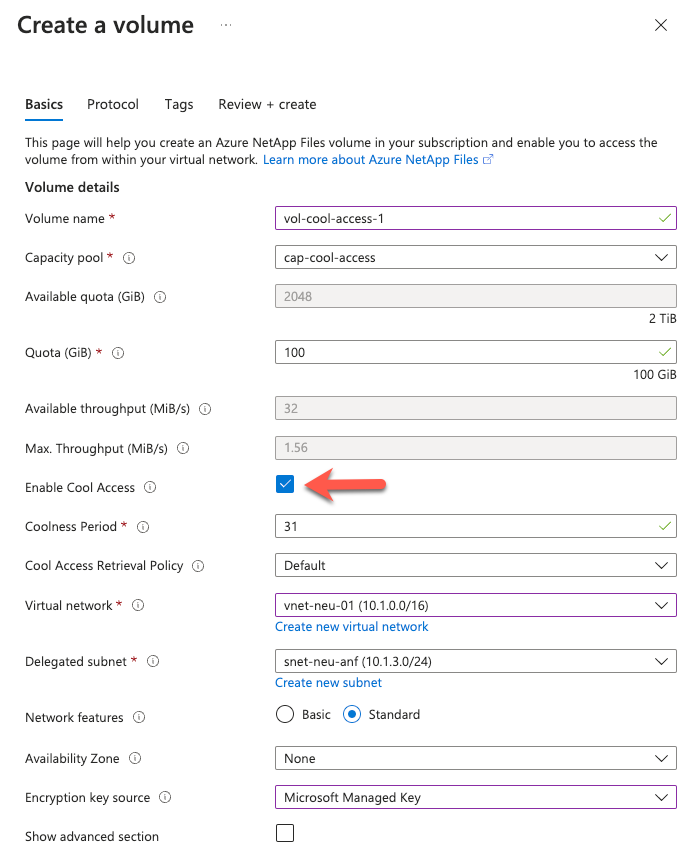 Create a volume ...
Basics Protocol Tags Review + create
This page will help you create an Azure NetApp Files volume in your subscription and enable you to access the
volume from within your virtual network. Learn more about Azure NetApp Files
Volume details
Volume name * vol-cool-access-1
Capacity pool * cap-cool-access
Available quota (GiB) 2048
2 TiB
Quota (GiB) * 100
100 GiB
Available throughput (MiB/s) 32
Max. Throughput (MiB/s) 1.56
Enable Cool Access
Coolness Period * 31
Cool Access Retrieval Policy Default
Virtual network * vnet-neu-01 (10.1.0.0/16)
Create new virtual network
Delegated subnet * snet-neu-anf (10.1.3.0/24)
Create new subnet
Network features Basic Standard
Availability Zone None
Encryption key source Microsoft Managed Key
Show advanced section